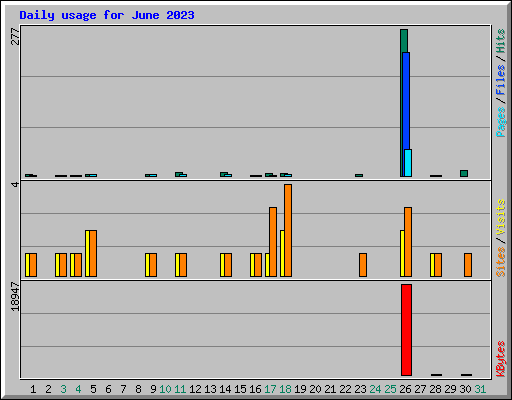 Daily usage for June 2023
277
Pages / Files / Hits
4
Sites / Visits
18947
KBytes
1 2 3 4 5 6 7 8 9 10 11 12 13 14 15 16 17 18 19 20 21 22 23 24 25 26 27 28 29 30 31